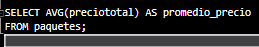 SELECT AVG(preciototal) AS promedio_precio
FROM paquetes;